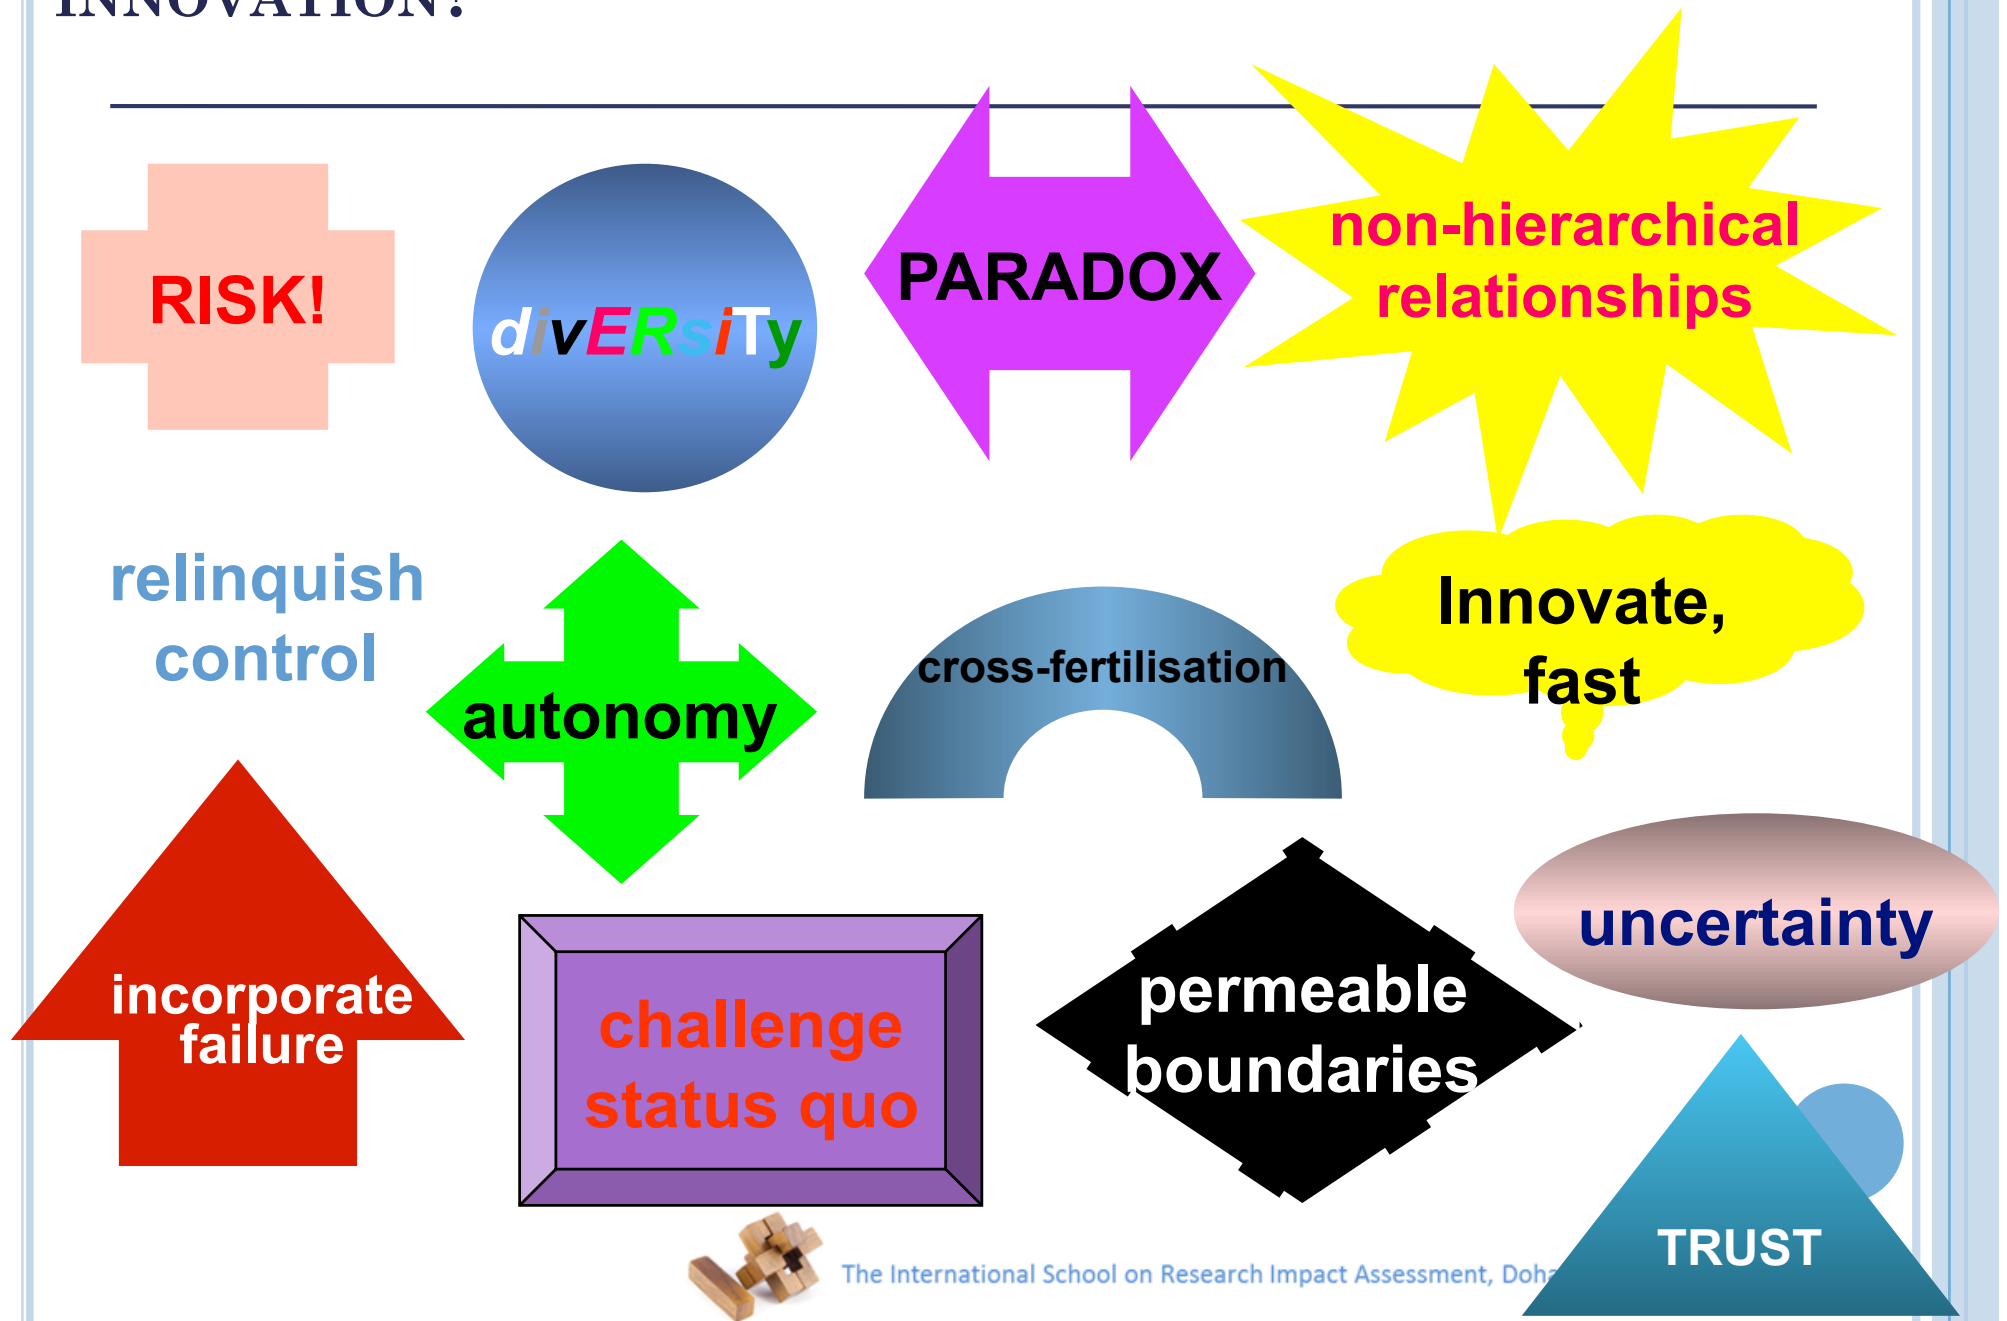 INNOVATION?
RISK!
divERsiTy
PARADOX
non-hierarchical
relationships
relinquish
control
autonomy
cross-fertilisation
Innovate,
fast
incorporate
failure
challenge
status quo
permeable
boundaries
uncertainty
TRUST
The International School on Research Impact Assessment, Doha